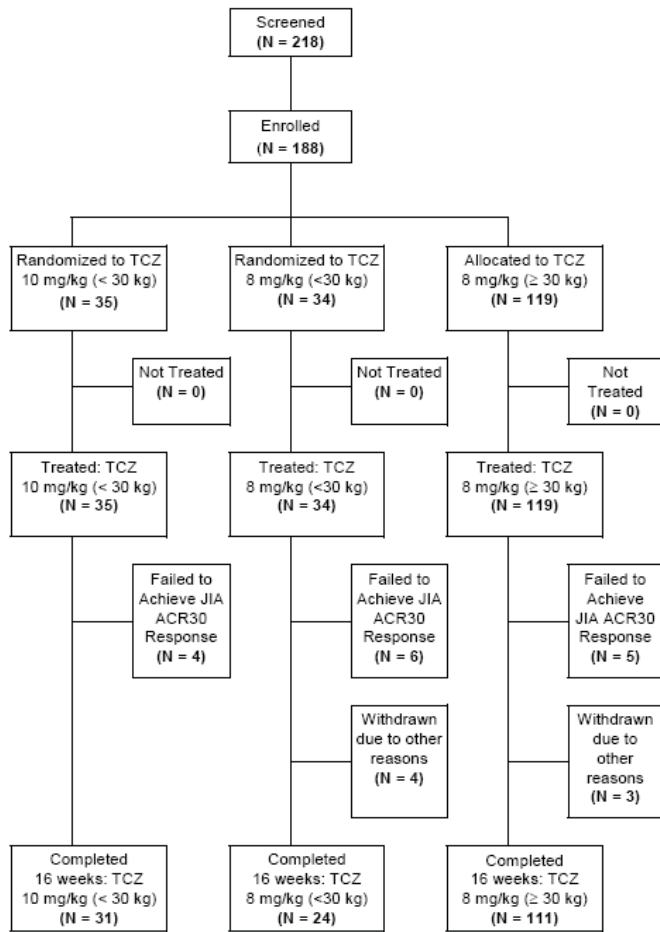 Screened
(N = 218)
Enrolled
(N = 188)
Randomized to TCZ
10 mg/kg (< 30 kg)
(N = 35)
Randomized to TCZ
8 mg/kg (<30 kg)
(N = 34)
Allocated to TCZ
8 mg/kg (≥ 30 kg)
(N = 119)
Not Treated
(N = 0)
Not Treated
(N = 0)
Not
Treated
(N = 0)
Treated: TCZ
10 mg/kg (< 30 kg)
(N = 35)
Treated: TCZ
8 mg/kg (<30 kg)
(N = 34)
Treated: TCZ
8 mg/kg (≥ 30 kg)
(N = 119)
Failed to
Achieve JIA
ACR30
Response
(N = 4)
Failed to
Achieve JIA
ACR30
Response
(N = 6)
Failed to
Achieve
JIA ACR30
Response
(N = 5)
Withdrawn
due to other
reasons
(N = 4)
Withdrawn
due to
other
reasons
(N = 3)
Completed
16 weeks: TCZ
10 mg/kg (< 30 kg)
(N = 31)
Completed
16 weeks: TCZ
8 mg/kg (<30 kg)
(N = 24)
Completed
16 weeks: TCZ
8 mg/kg (≥ 30 kg)
(N = 111)